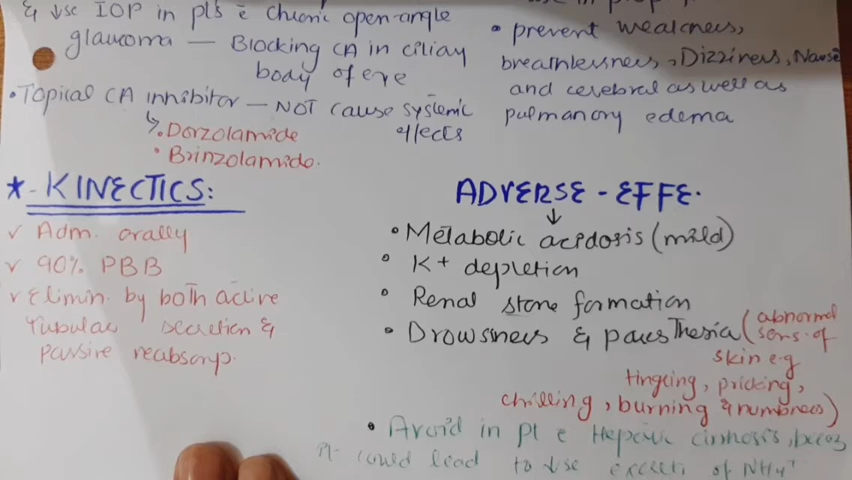 & ↓se IOP in pts ē chronic open-angle
glaucoma — Blocking CA in ciliary
body of eye
• Topical CA inhibitor — NOT cause systemic
effects
↳ • Dorzolamide
• Brinzolamide.
• prevent weakness,
breathlessness, Dizziness, Nause
and cerebral as well as
pulmonary edema
* - KINECTICS:
✓ Adm. orally
✓ 90% PBB
✓ Elimin. by both active
Tubular secretion &
passive reabsorp.
ADVERSE - EFFE.
↓
• Metabolic acidosis (mild)
• K+ depletion
• Renal stone formation
• Drowsiness & paresthesia (abnormal
sens. of
skin e.g
tingling, pricking,
chilling, burning & numbness)
• Avoid in pt ē Hepatic cirrhosis, becoz
could lead to ↓se excreti of NH4+